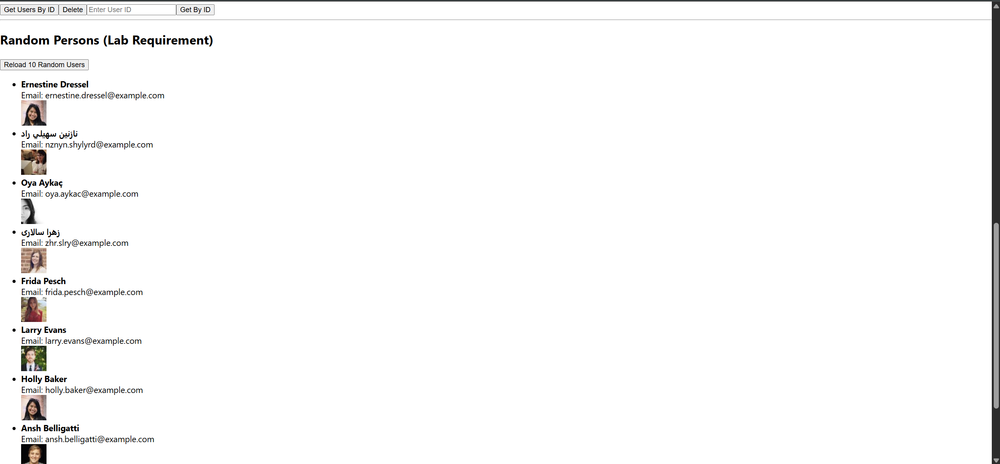 Get Users By ID Delete Enter User ID Get By ID
Random Persons (Lab Requirement)
Reload 10 Random Users
Ernestine Dressel
Email: ernestine.dressel@example.com
نازنین سهيلي راد
Email: nznyn.shylyrd@example.com
Oya Aykaç
Email: oya.aykac@example.com
زهرا سالاری
Email: zhr.slry@example.com
Frida Pesch
Email: frida.pesch@example.com
Larry Evans
Email: larry.evans@example.com
Holly Baker
Email: holly.baker@example.com
Ansh Belligatti
Email: ansh.belligatti@example.com